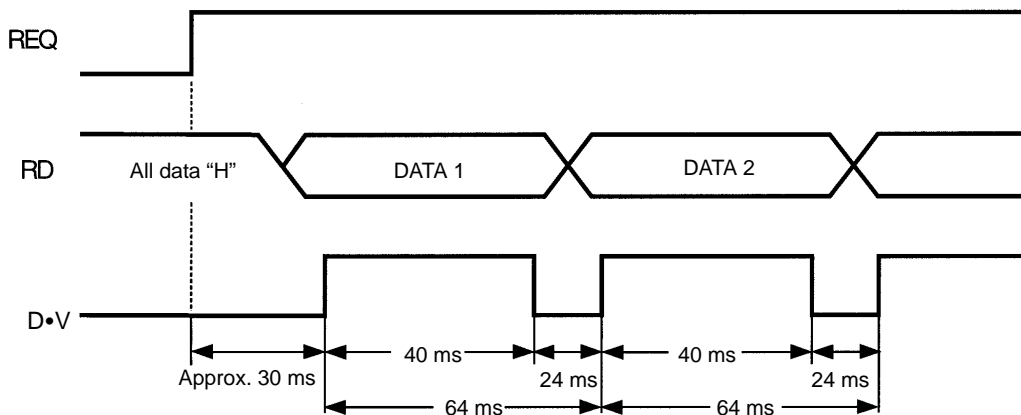 REQ
RD
All data “H”
DATA 1
DATA 2
D•V
40 ms
40 ms
Approx. 30 ms
24 ms
24 ms
64 ms
64 ms